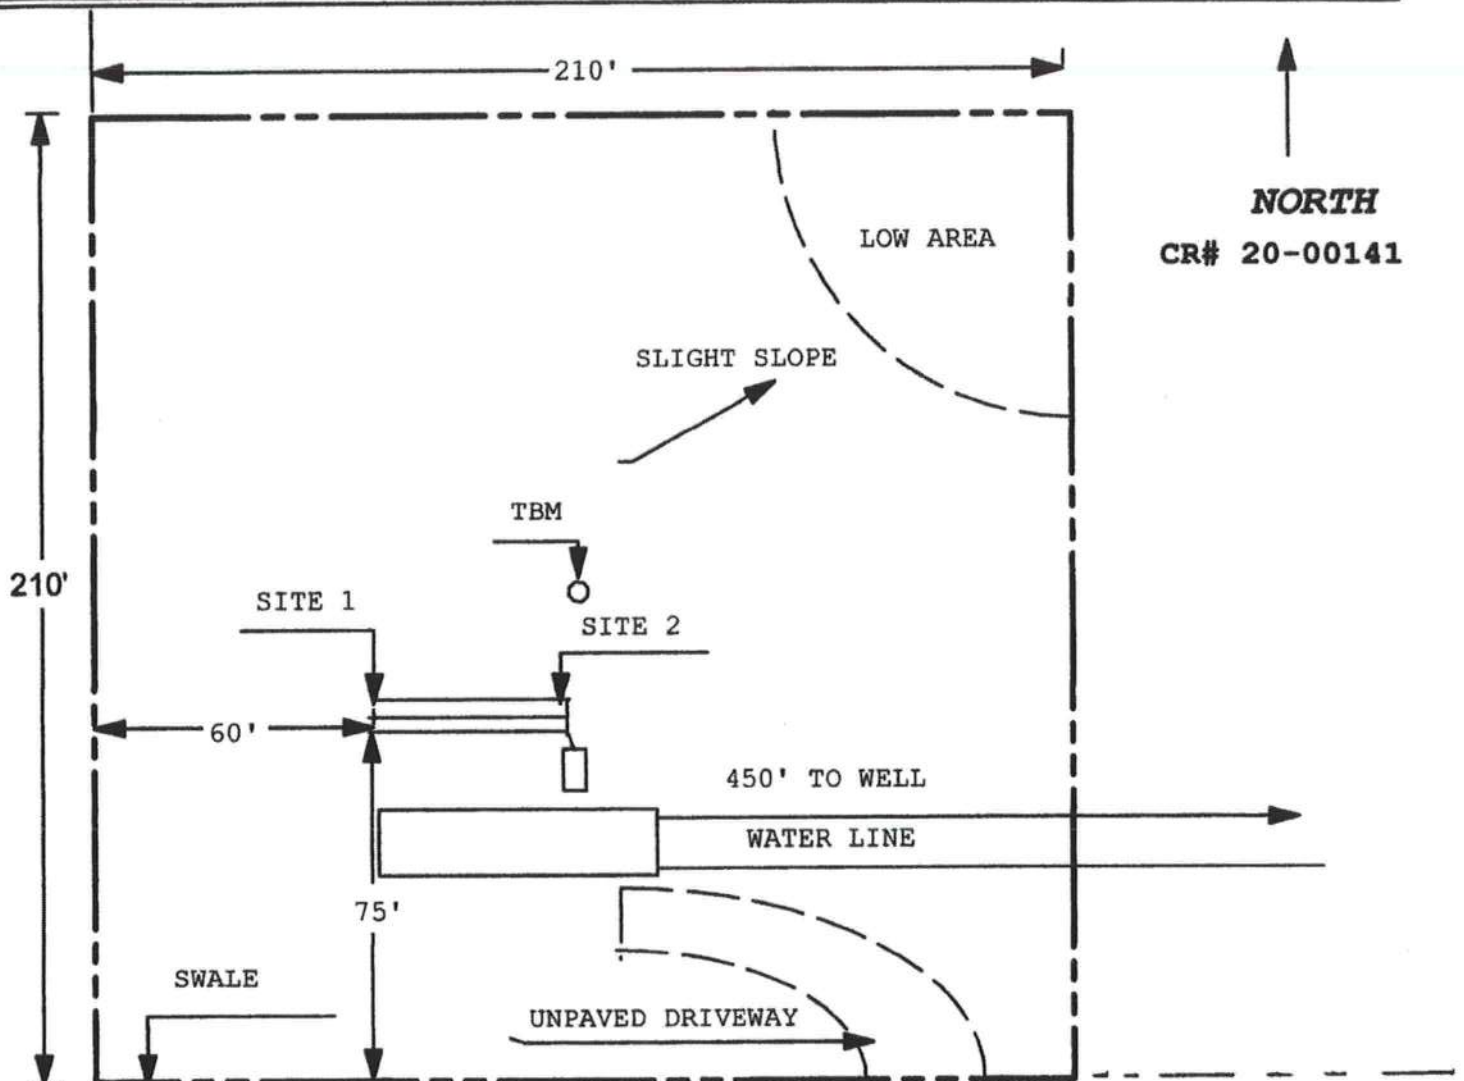 210'
NORTH
CR# 20-00141
LOW AREA
SLIGHT SLOPE
TBM
210'
SITE 1
SITE 2
60'
450' TO WELL
WATER LINE
75'
SWALE
UNPAVED DRIVEWAY